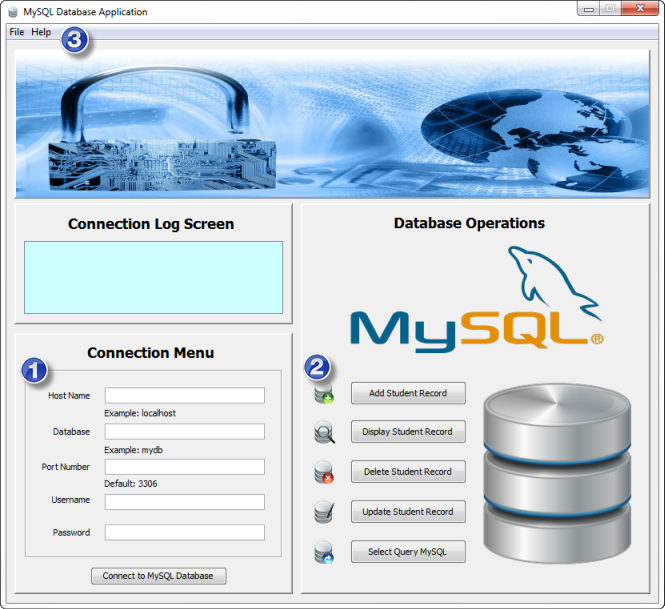 MySQL Database Application
File Help
3
Connection Log Screen
Connection Menu
1
Host Name
Example: localhost
Database
Example: mydb
Port Number
Default: 3306
Username
Password
Connect to MySQL Database
Database Operations
MySQL®
2
Add Student Record
Display Student Record
Delete Student Record
Update Student Record
Select Query MySQL